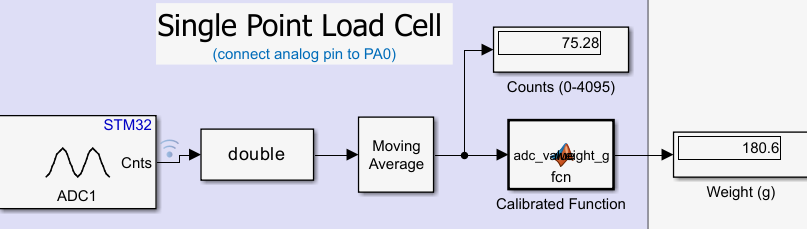 Single Point Load Cell
(connect analog pin to PA0)
75.28
Counts (0-4095)
STM32
Cnts
ADC1
double
Moving
Average
adc_value
weight_g
fcn
Calibrated Function
180.6
Weight (g)